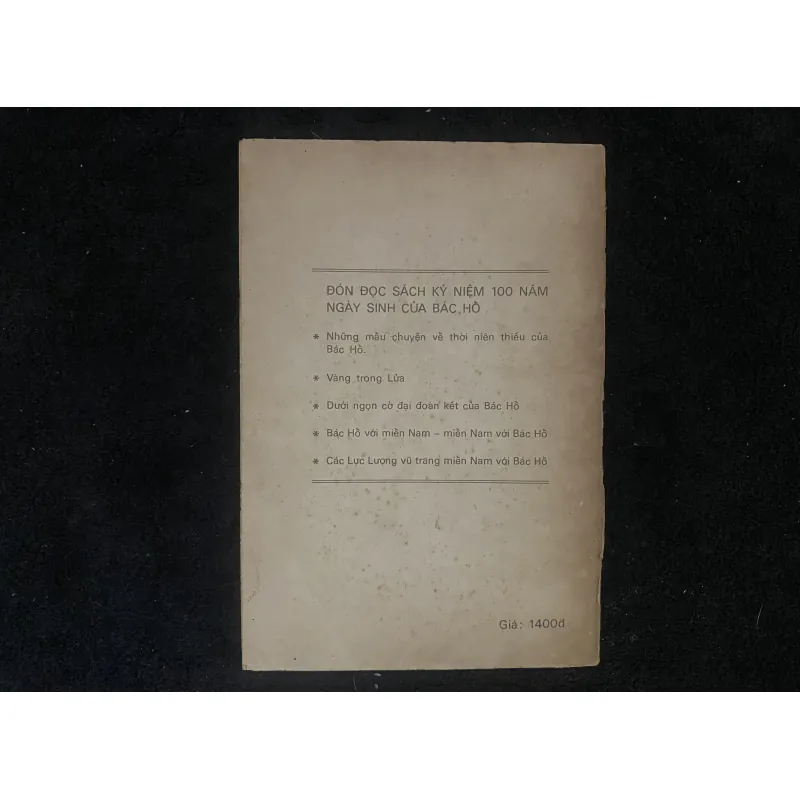 ĐÓN ĐỌC SÁCH KỶ NIỆM 100 NĂM
NGÀY SINH CỦA BÁC HỒ
* Những mẩu chuyện về thời niên thiếu của
Bác Hồ.
* Vàng trong Lửa
* Dưới ngọn cờ đại đoàn kết của Bác Hồ
* Bác Hồ với miền Nam – miền Nam với Bác Hồ
* Các Lực Lượng vũ trang miền Nam với Bác Hồ
Giá: 1400đ